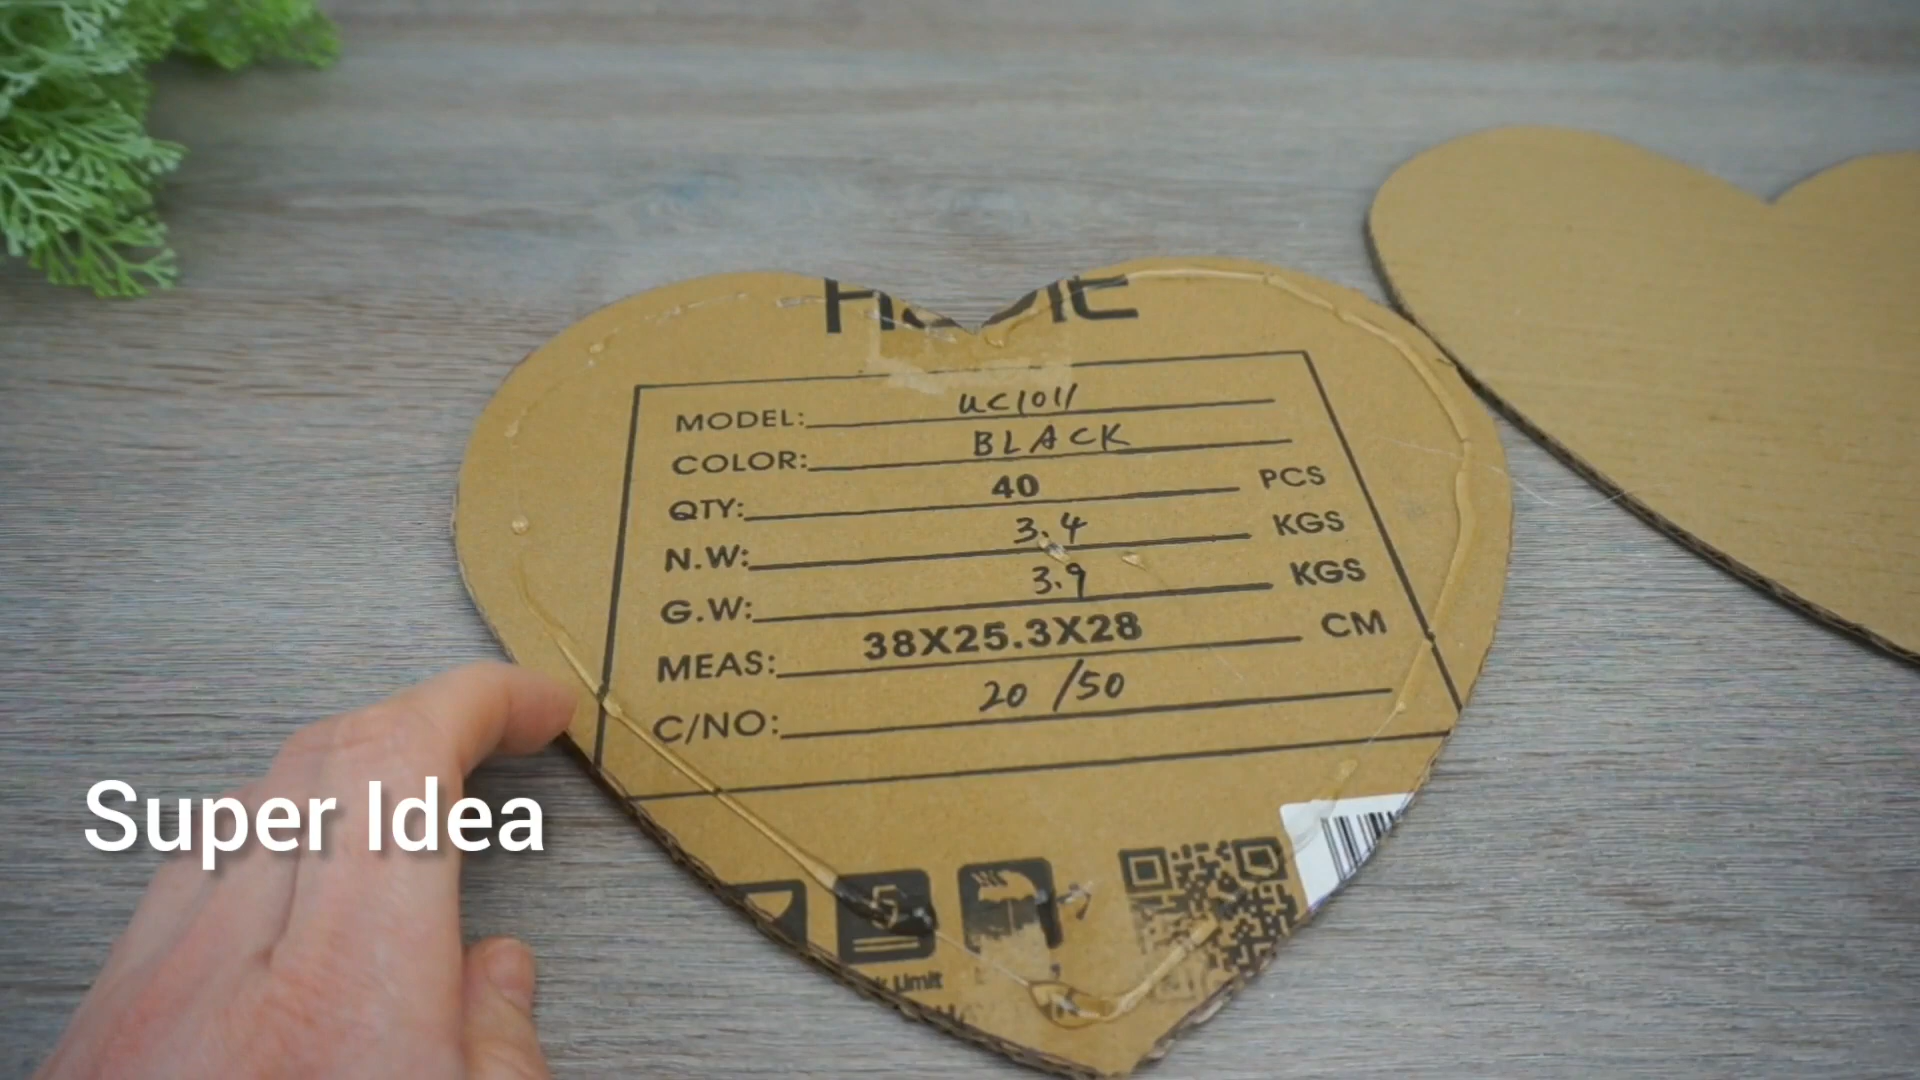 MODEL: UC1011
COLOR: BLACK
QTY: 40 PCS
N.W: 3.4 KGS
G.W: 3.9 KGS
MEAS: 38X25.3X28 CM
C/NO: 20 /50
Super Idea
Limit